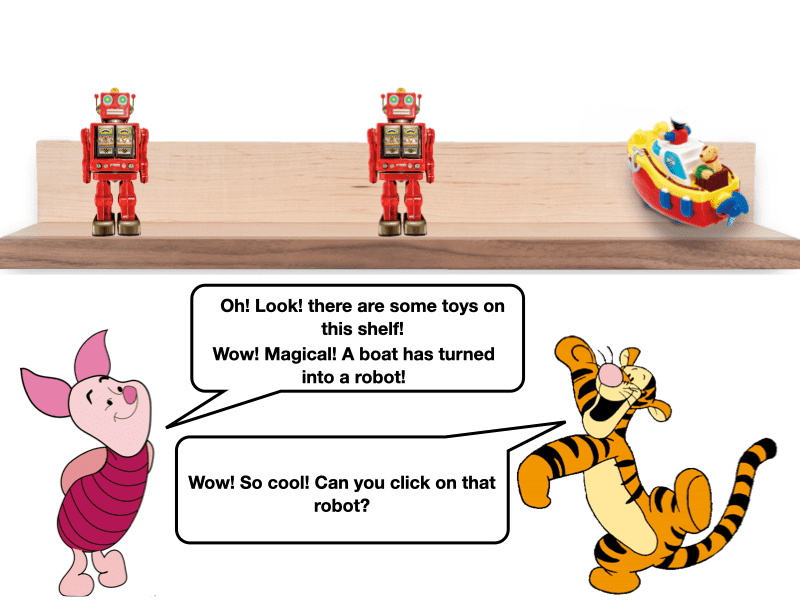 Oh! Look! there are some toys on
this shelf!
Wow! Magical! A boat has turned
into a robot!
Wow! So cool! Can you click on that
robot?